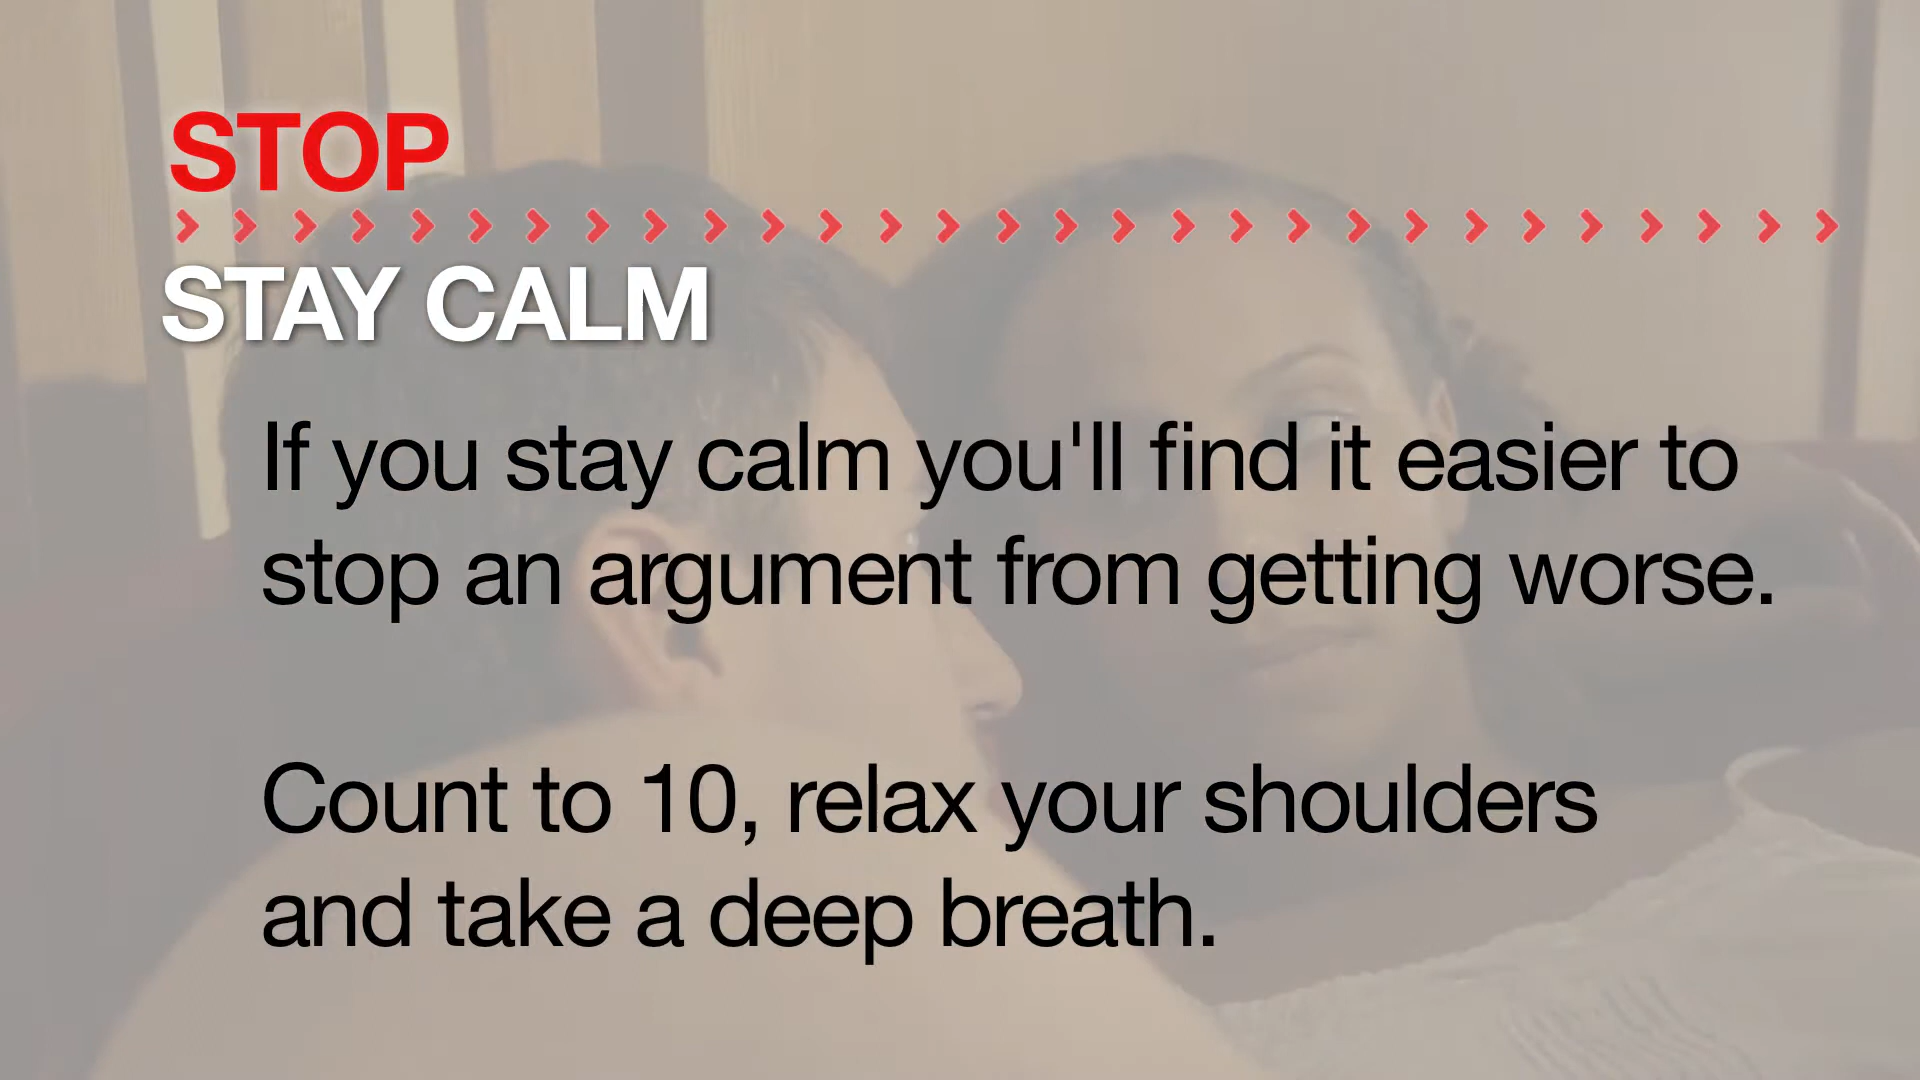 STOP
STAY CALM
If you stay calm you'll find it easier to
stop an argument from getting worse.
Count to 10, relax your shoulders
and take a deep breath.